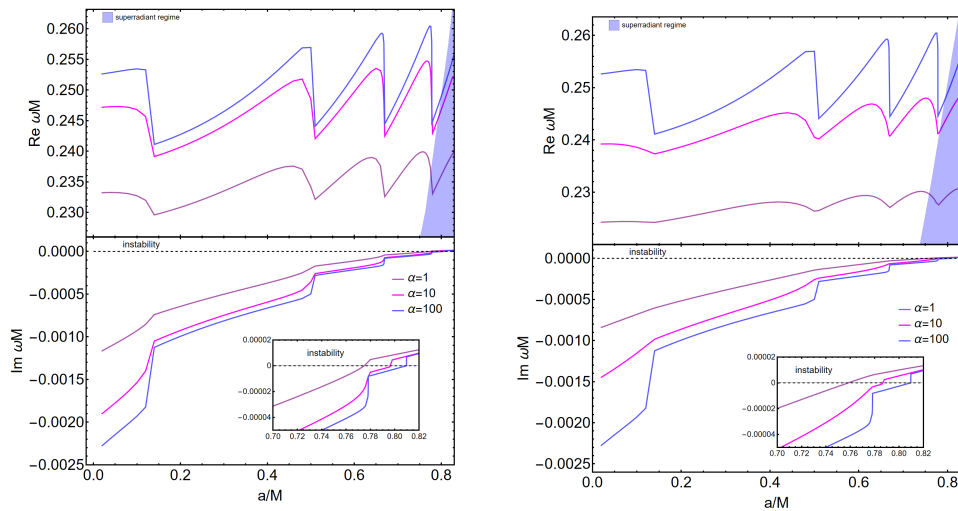 superradiant regime
0.260
0.255
0.250
0.245
0.240
0.235
0.230
Re ωM
instability
0.0000
-0.0005
-0.0010
-0.0015
-0.0020
-0.0025
Im ωM
α=1
α=10
α=100
0.00002
0
-0.00002
-0.00004
instability
0.70 0.72 0.74 0.76 0.78 0.80 0.82
0.0 0.2 0.4 0.6 0.8
a/M
superradiant regime
0.26
0.25
0.24
0.23
Re ωM
instability
0.0000
-0.0005
-0.0010
-0.0015
-0.0020
-0.0025
Im ωM
α=1
α=10
α=100
0.00002
0
-0.00002
-0.00004
instability
0.70 0.72 0.74 0.76 0.78 0.80 0.82
0.0 0.2 0.4 0.6 0.8
a/M